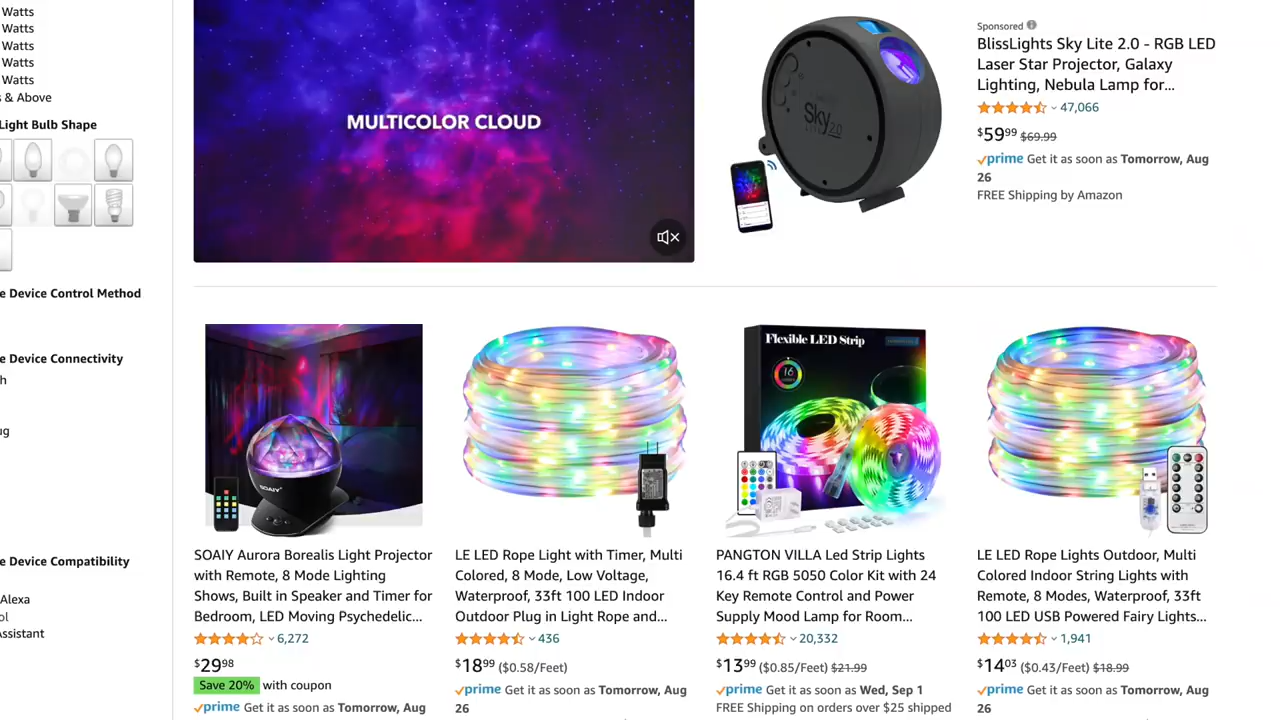 Watts
Watts
Watts
Watts
Watts
& Above
Light Bulb Shape
Device Control Method
Device Connectivity
Device Compatibility
Alexa
MULTICOLOR CLOUD
Sky 2.0
Sponsored
BlissLights Sky Lite 2.0 - RGB LED
Laser Star Projector, Galaxy
Lighting, Nebula Lamp for...
47,066
$59.99 $69.99
prime Get it as soon as Tomorrow, Aug
26
FREE Shipping by Amazon
SOAIY
SOAIY Aurora Borealis Light Projector
with Remote, 8 Mode Lighting
Shows, Built in Speaker and Timer for
Bedroom, LED Moving Psychedelic...
6,272
$29.98
Save 20% with coupon
prime Get it as soon as Tomorrow, Aug
LE LED Rope Light with Timer, Multi
Colored, 8 Mode, Low Voltage,
Waterproof, 33ft 100 LED Indoor
Outdoor Plug in Light Rope and...
436
$18.99 ($0.58/Feet)
prime Get it as soon as Tomorrow, Aug
26
Flexible LED Strip
16
PANGTON VILLA Led Strip Lights
16.4 ft RGB 5050 Color Kit with 24
Key Remote Control and Power
Supply Mood Lamp for Room...
20,332
$13.99 ($0.85/Feet) $21.99
prime Get it as soon as Wed, Sep 1
FREE Shipping on orders over $25 shipped
LE LED Rope Lights Outdoor, Multi
Colored Indoor String Lights with
Remote, 8 Modes, Waterproof, 33ft
100 LED USB Powered Fairy Lights...
1,941
$14.03 ($0.43/Feet) $18.99
prime Get it as soon as Tomorrow, Aug
26